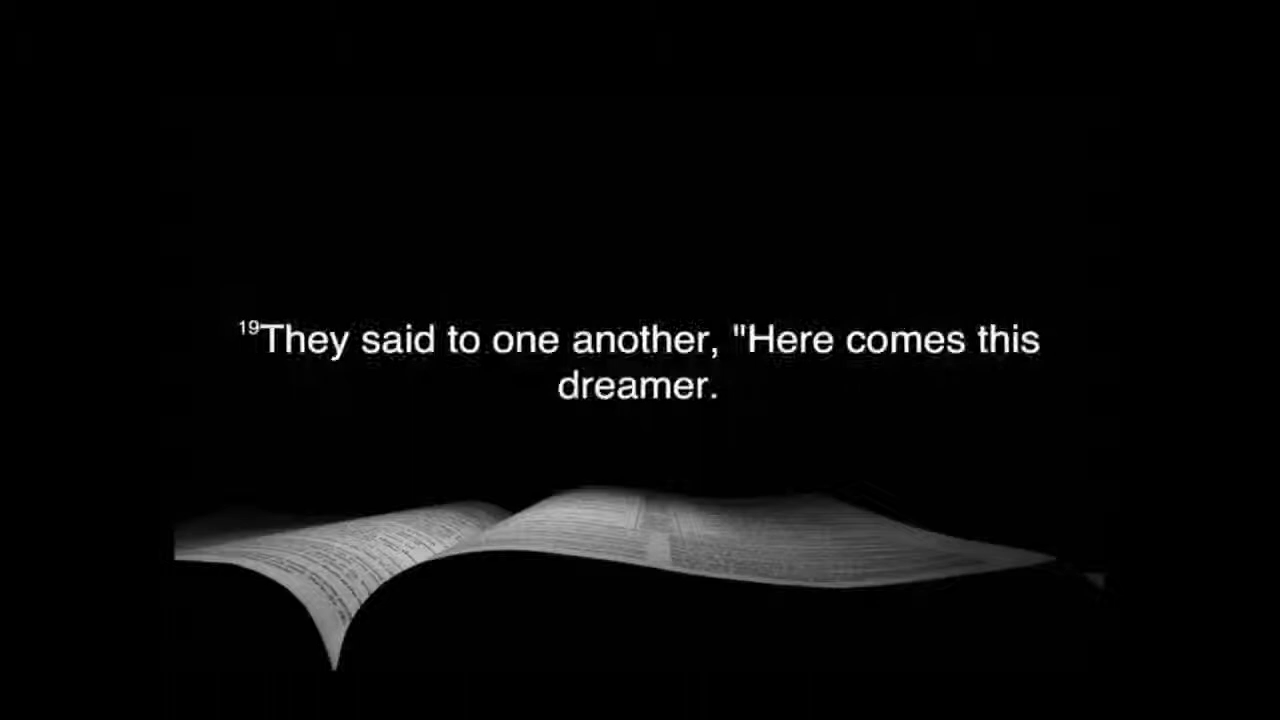 ¹⁹They said to one another, "Here comes this
dreamer.